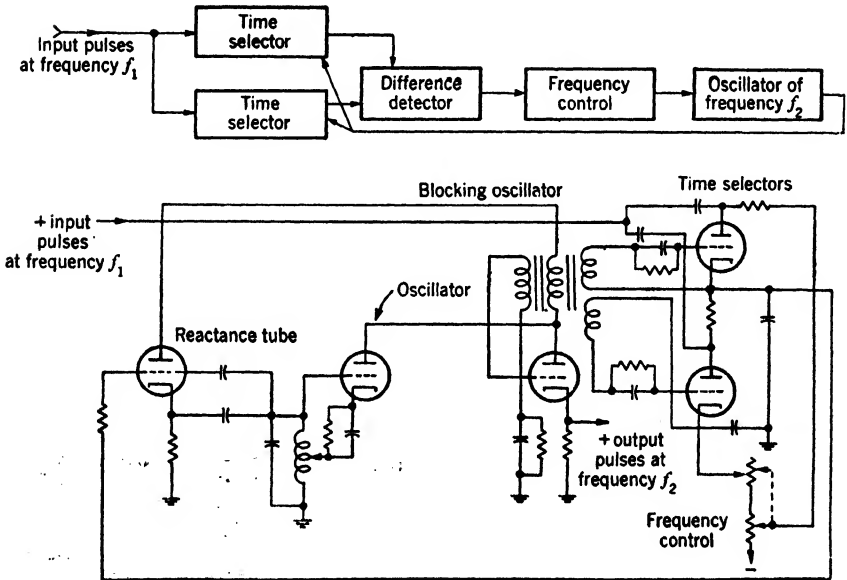 Input pulses
at frequency f₁
Time
selector
Time
selector
Difference
detector
Frequency
control
Oscillator of
frequency f₂
Blocking oscillator
Time selectors
+ input
pulses
at frequency f₁
Oscillator
Reactance tube
+ output
pulses at
frequency f₂
Frequency
control
−